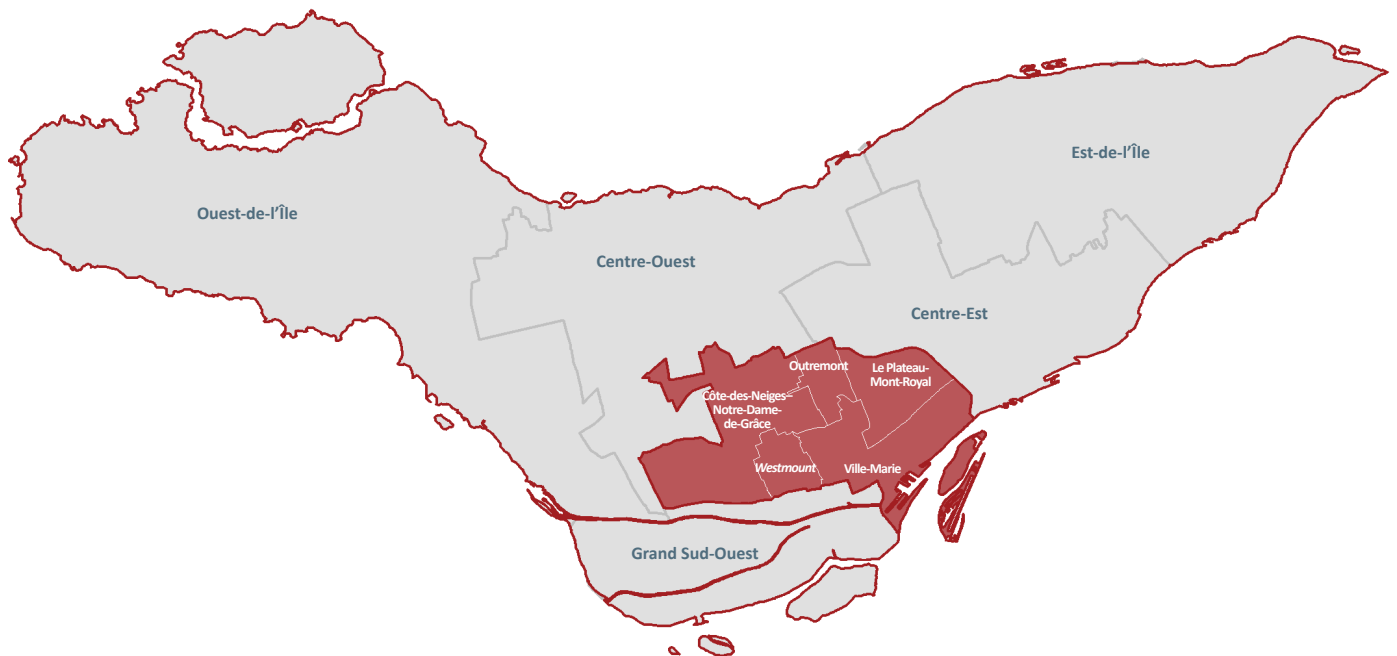 Est-de-l'Île
Ouest-de-l'Île
Centre-Ouest
Centre-Est
Outremont
Le Plateau-
Mont-Royal
Côte-des-Neiges–
Notre-Dame-
de-Grâce
Westmount
Ville-Marie
Grand Sud-Ouest